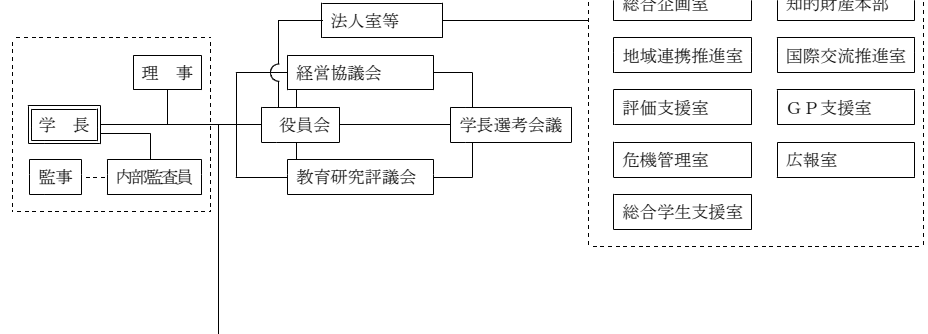 総合企画室
知的財産本部
法人室等
地域連携推進室
国際交流推進室
理　事
経営協議会
学　長
役員会
学長選考会議
評価支援室
ＧＰ支援室
監事
内部監査員
教育研究評議会
危機管理室
広報室
総合学生支援室